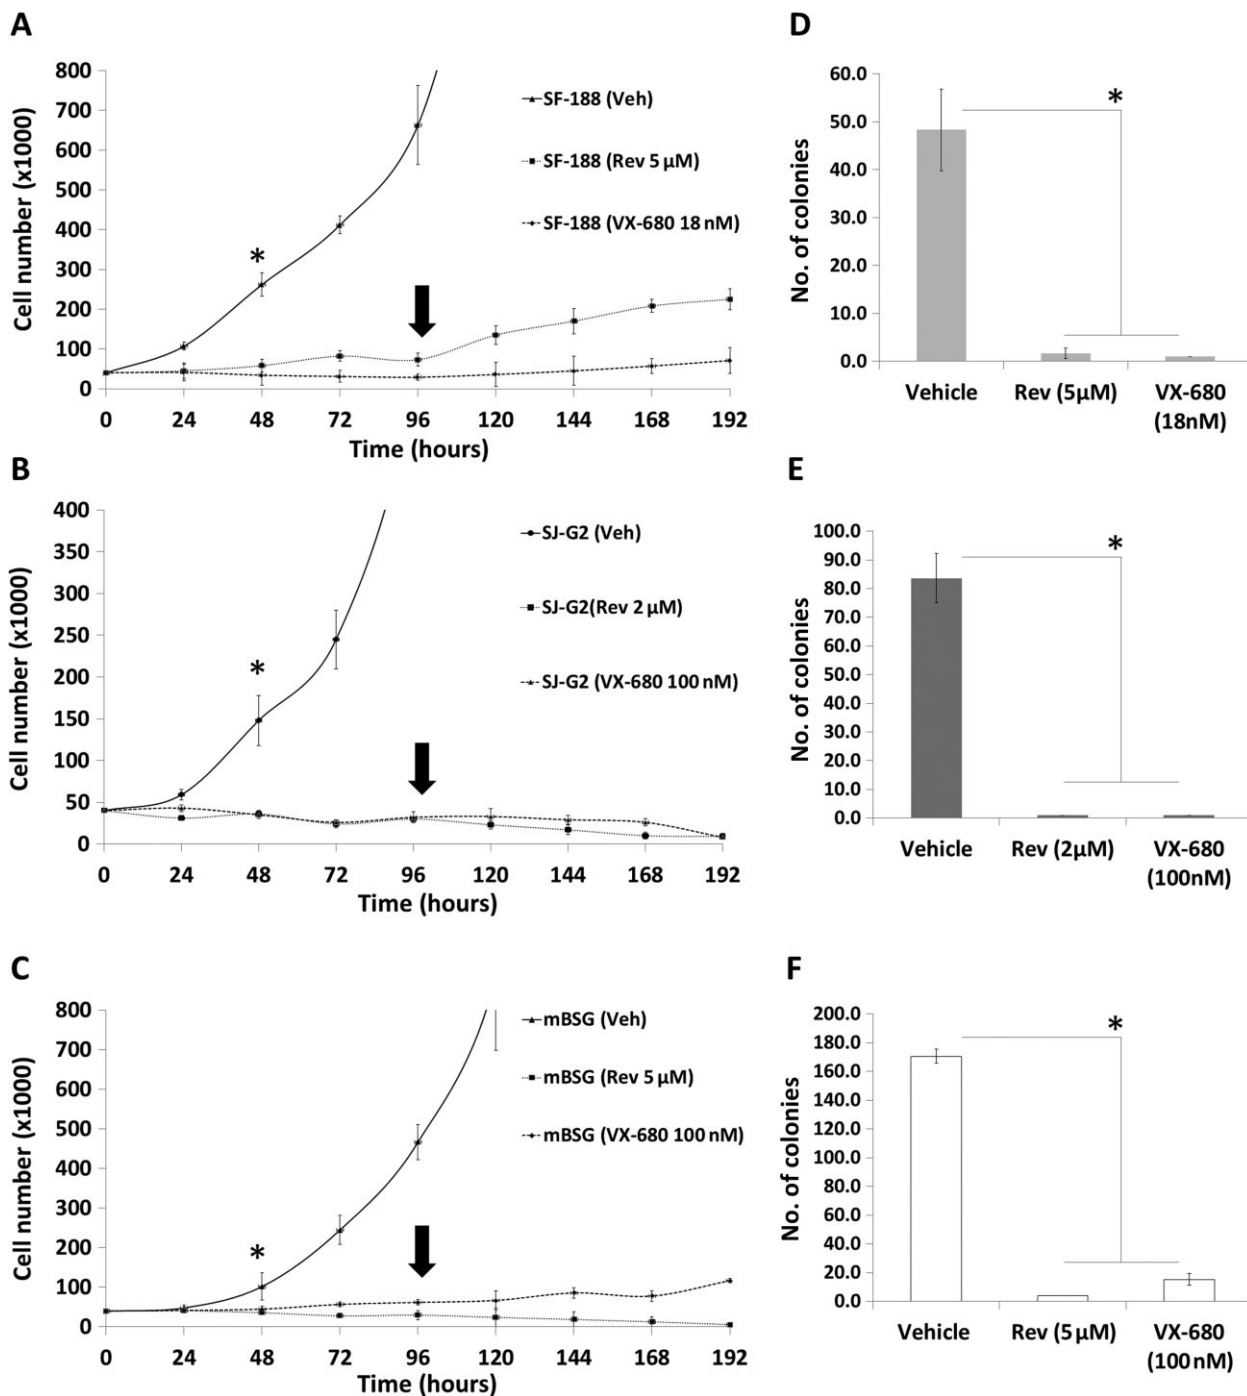 A
Cell number (x1000)
800
700
600
500
400
300
200
100
0
0 24 48 72 96 120 144 168 192
Time (hours)
*
SF-188 (Veh)
SF-188 (Rev 5 µM)
SF-188 (VX-680 18 nM)
D
No. of colonies
60.0
50.0
40.0
30.0
20.0
10.0
0.0
*
Vehicle Rev (5µM) VX-680
(18nM)
B
Cell number (x1000)
400
350
300
250
200
150
100
50
0
0 24 48 72 96 120 144 168 192
Time (hours)
*
SJ-G2 (Veh)
SJ-G2(Rev 2 µM)
SJ-G2 (VX-680 100 nM)
E
No. of colonies
100.0
90.0
80.0
70.0
60.0
50.0
40.0
30.0
20.0
10.0
0.0
*
Vehicle Rev (2µM) VX-680
(100nM)
C
Cell number (x1000)
800
700
600
500
400
300
200
100
0
0 24 48 72 96 120 144 168 192
Time (hours)
*
mBSG (Veh)
mBSG (Rev 5 µM)
mBSG (VX-680 100 nM)
F
No. of colonies
200.0
180.0
160.0
140.0
120.0
100.0
80.0
60.0
40.0
20.0
0.0
*
Vehicle Rev (5µM) VX-680
(100nM)